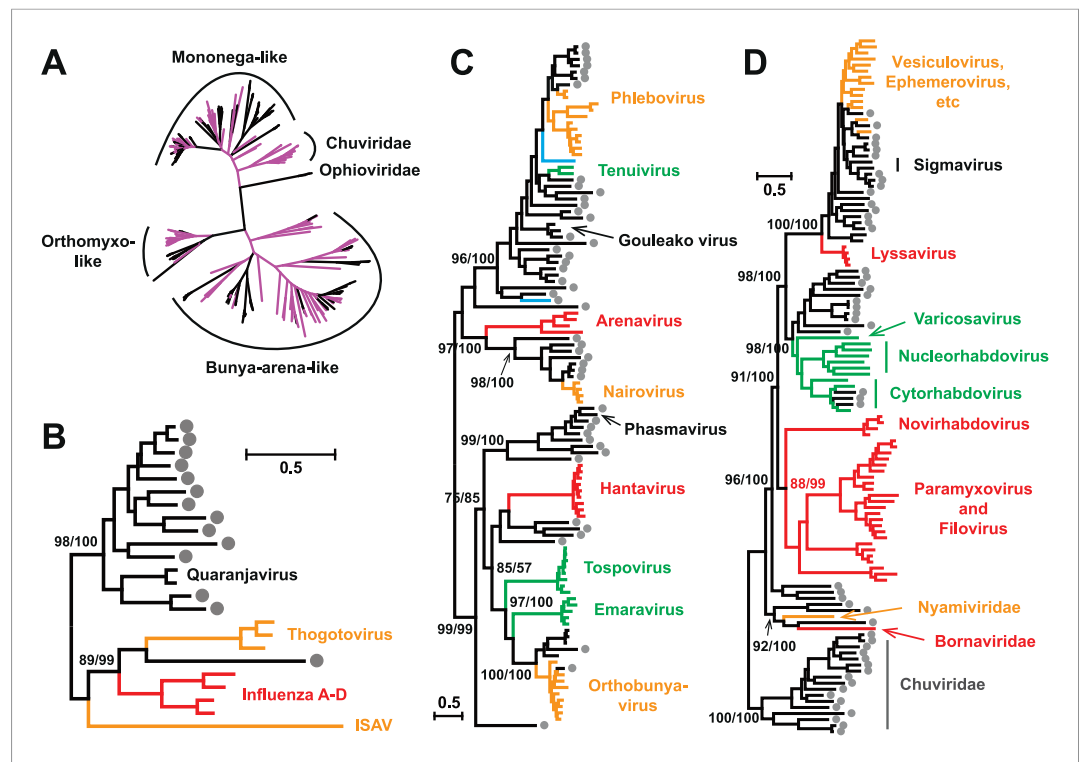 A
Mononega-like
Chuviridae
Ophioviridae
Orthomyxo-
like
Bunya-arena-like
B
0.5
98/100
Quaranjavirus
Thogotovirus
89/99
Influenza A-D
ISAV
C
Phlebovirus
Tenuivirus
Gouleako virus
96/100
Arenavirus
97/100
98/100
Nairovirus
Phasmavirus
99/100
Hantavirus
75/85
85/57
Tospovirus
97/100
Emaravirus
99/99
100/100
Orthobunya-
virus
0.5
D
Vesiculovirus,
Ephemerovirus,
etc
Sigmavirus
0.5
100/100
Lyssavirus
98/100
Varicosavirus
98/100
Nucleorhabdovirus
91/100
Cytorhabdovirus
Novirhabdovirus
96/100
88/99
Paramyxovirus
and
Filovirus
Nyamiviridae
92/100
Bornaviridae
Chuviridae
100/100